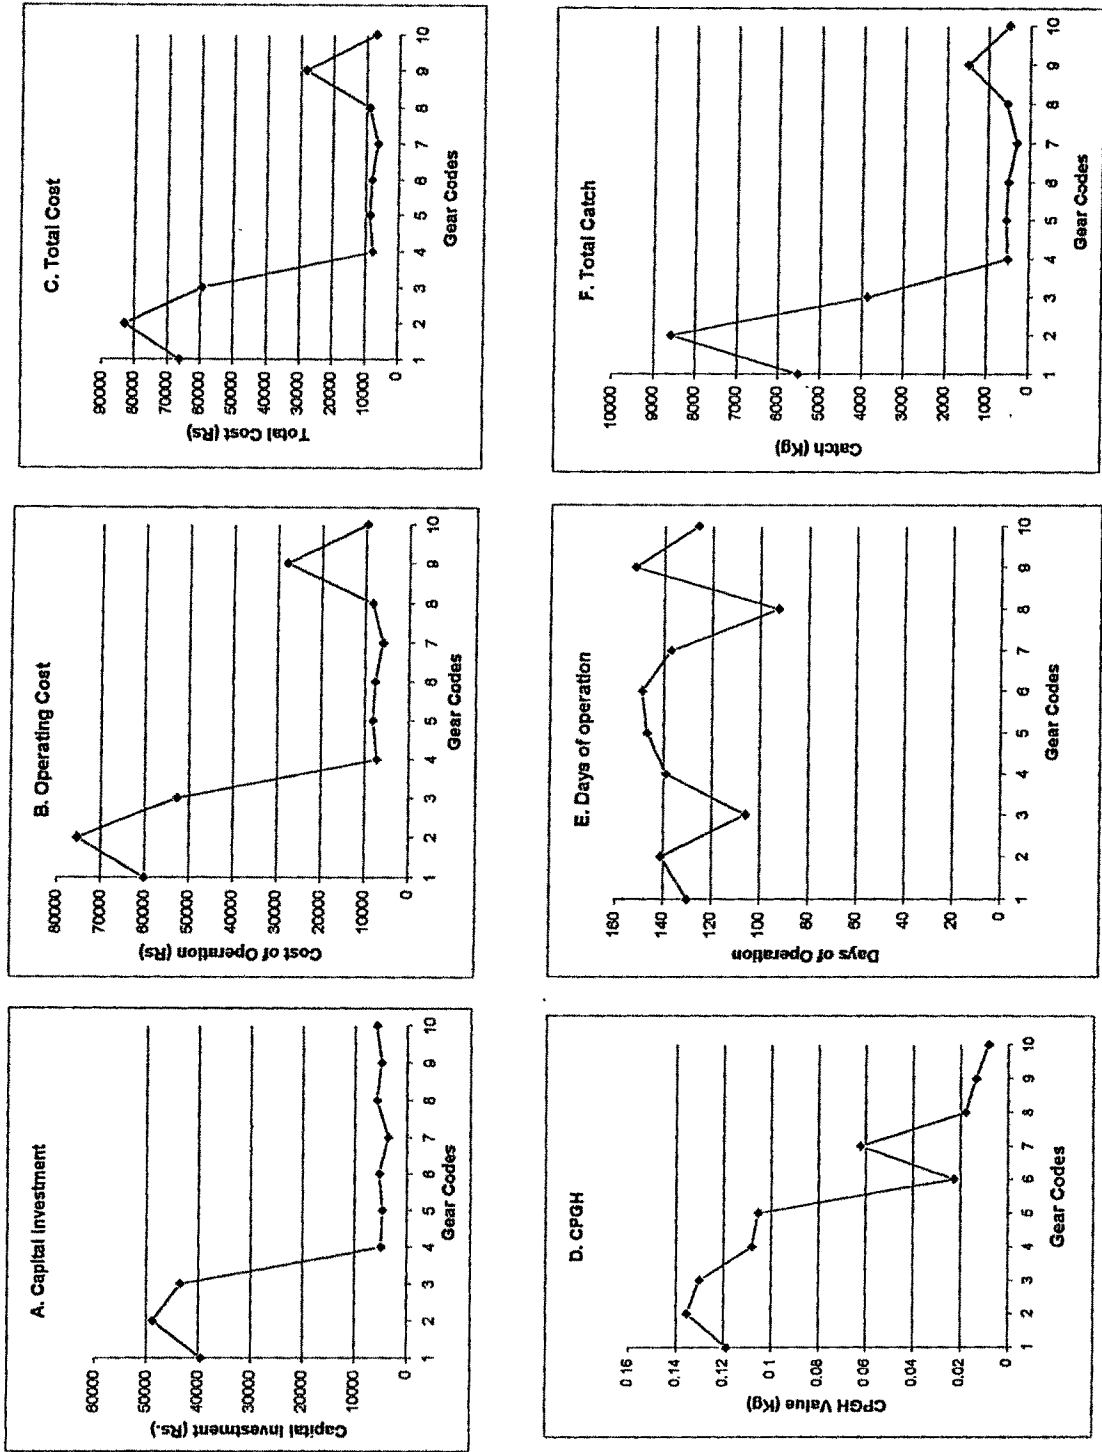 A. Capital Investment
Capital Investment (Rs.)
60000
50000
40000
30000
20000
10000
0
1 2 3 4 5 6 7 8 9 10
Gear Codes
B. Operating Cost
Cost of Operation (Rs)
80000
70000
60000
50000
40000
30000
20000
10000
0
1 2 3 4 5 6 7 8 9 10
Gear Codes
C. Total Cost
Total Cost (Rs)
90000
80000
70000
60000
50000
40000
30000
20000
10000
0
1 2 3 4 5 6 7 8 9 10
Gear Codes
D. CPGH
CPGH Value (Kg)
0.16
0.14
0.12
0.1
0.08
0.06
0.04
0.02
0
1 2 3 4 5 6 7 8 9 10
Gear Codes
E. Days of operation
Days of Operation
160
140
120
100
80
60
40
20
0
1 2 3 4 5 6 7 8 9 10
Gear Codes
F. Total Catch
Catch (Kg)
10000
9000
8000
7000
6000
5000
4000
3000
2000
1000
0
1 2 3 4 5 6 7 8 9 10
Gear Codes